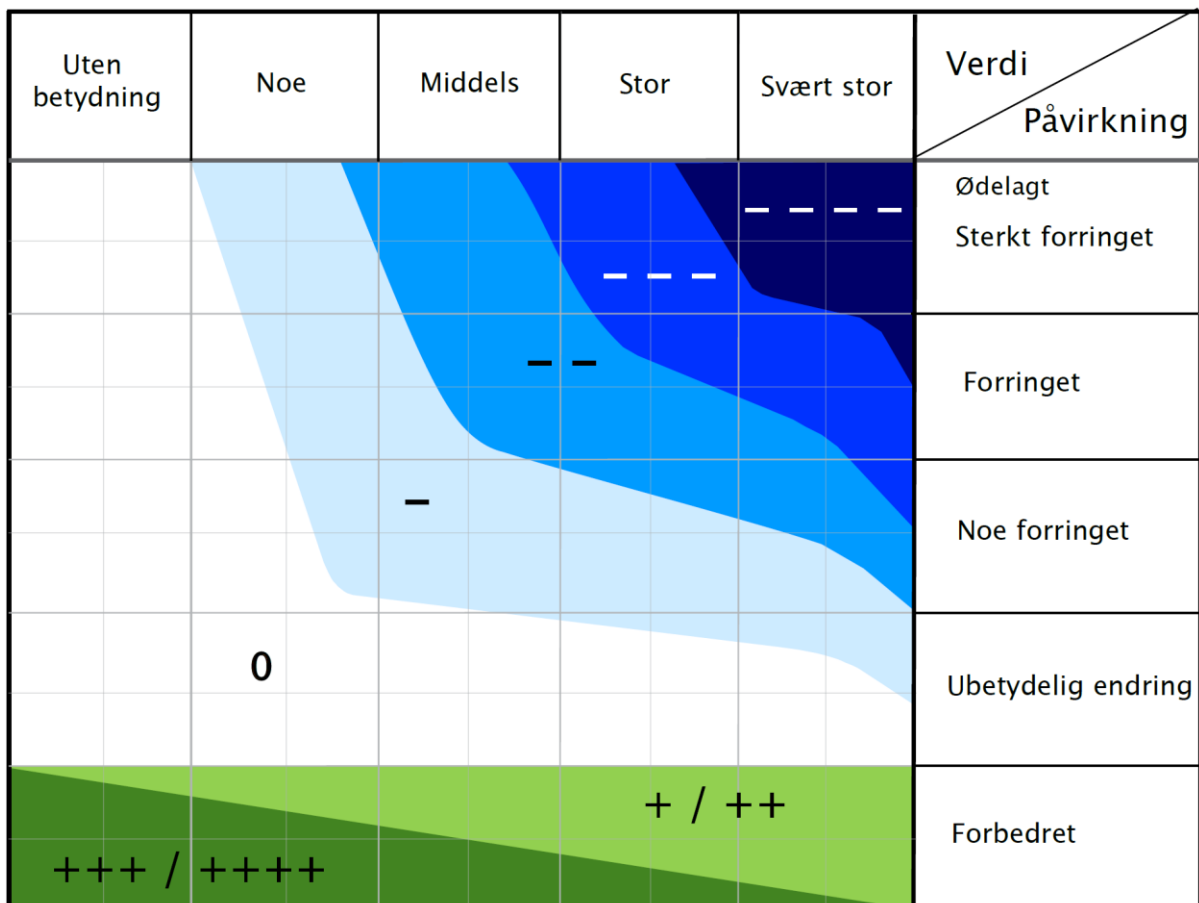 Uten
betydning
Noe
Middels
Stor
Svært stor
Verdi
Påvirkning
Ødelagt
– – – –
Sterkt forringet
– – –
– –
Forringet
–
Noe forringet
0
Ubetydelig endring
+ / ++
Forbedret
+++ / ++++